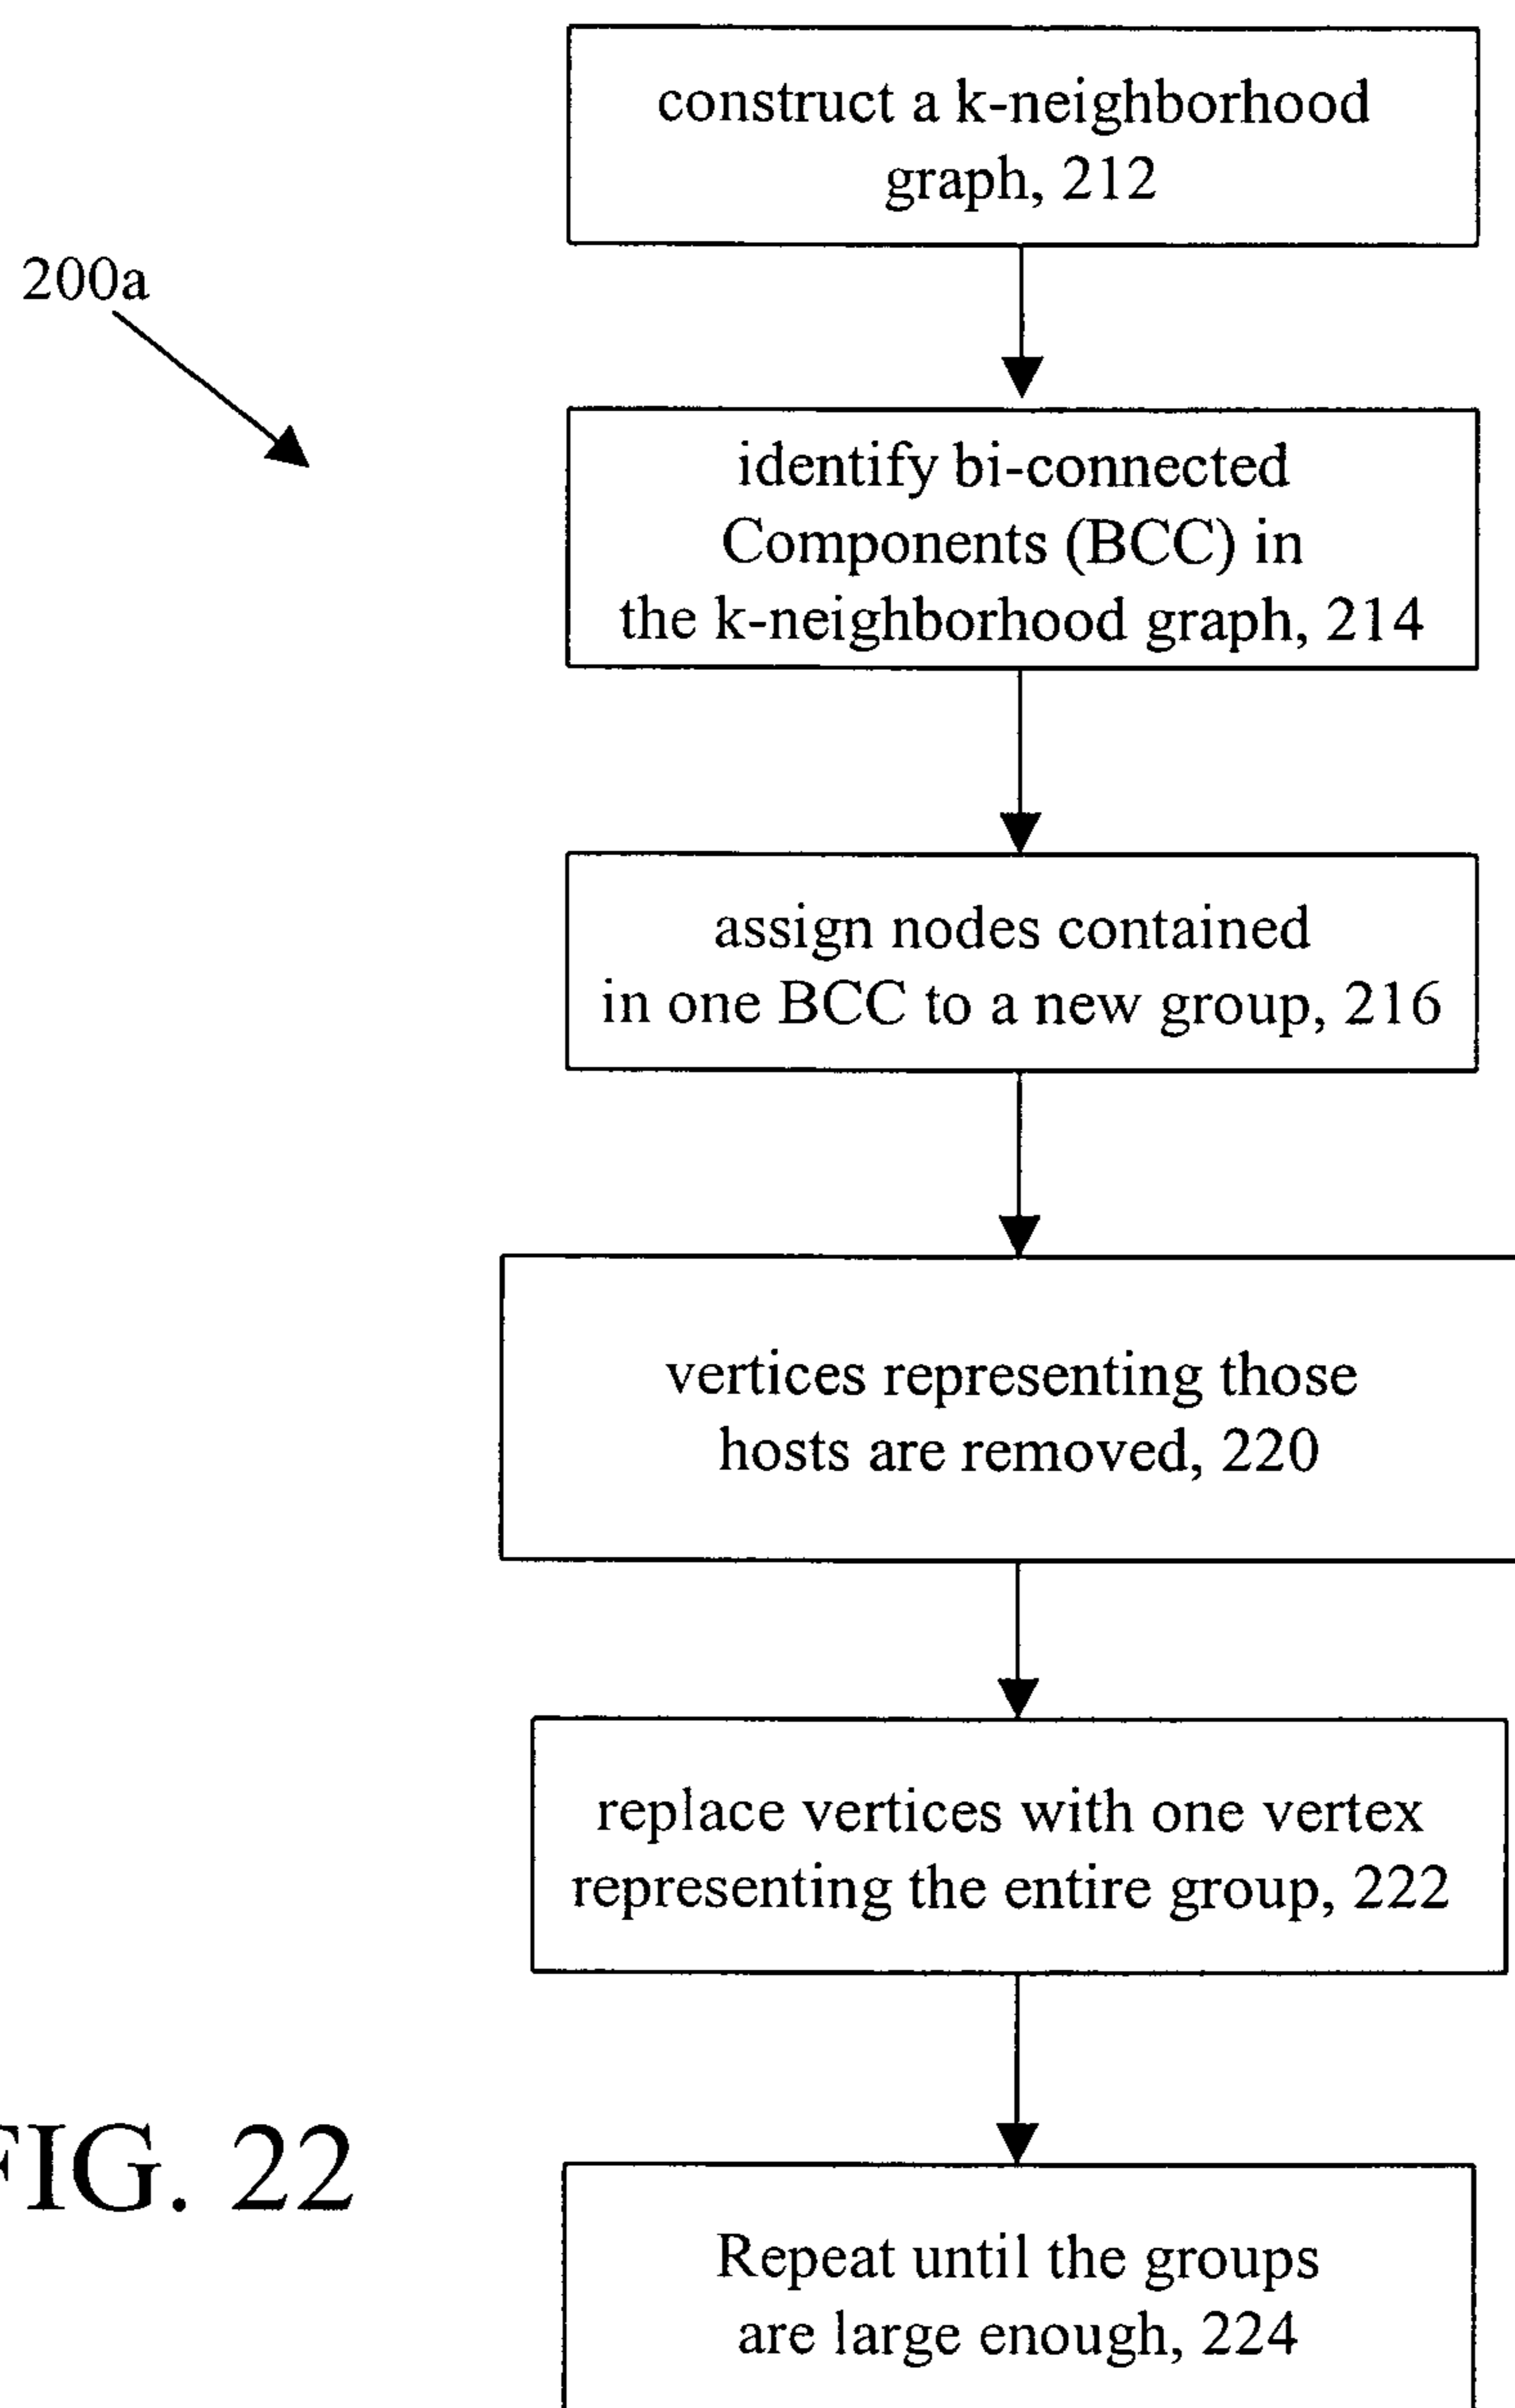 construct a k-neighborhood
graph, 212
200a
identify bi-connected
Components (BCC) in
the k-neighborhood graph, 214
assign nodes contained
in one BCC to a new group, 216
vertices representing those
hosts are removed, 220
replace vertices with one vertex
representing the entire group, 222
FIG. 22
Repeat until the groups
are large enough, 224